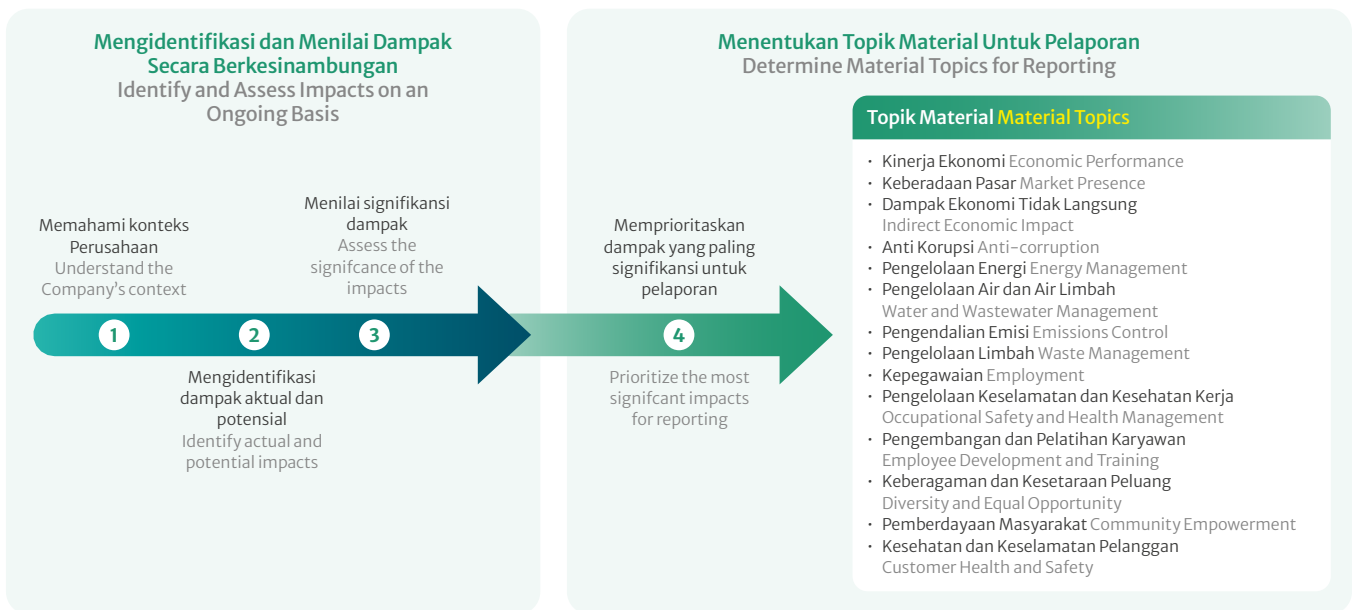 Mengidentifikasi dan Menilai Dampak
Secara Berkesinambungan
Identify and Assess Impacts on an
Ongoing Basis
Memahami konteks
Perusahaan
Understand the
Company's context
1
2
Mengidentifikasi
dampak aktual dan
potensial
Identify actual and
potential impacts
Menilai signifikansi
dampak
Assess the
signifcance of the
impacts
3
Menentukan Topik Material Untuk Pelaporan
Determine Material Topics for Reporting
Memprioritaskan
dampak yang paling
signifikansi untuk
pelaporan
4
Prioritize the most
signifcant impacts
for reporting
Topik Material Material Topics
• Kinerja Ekonomi Economic Performance
• Keberadaan Pasar Market Presence
• Dampak Ekonomi Tidak Langsung
Indirect Economic Impact
• Anti Korupsi Anti-corruption
• Pengelolaan Energi Energy Management
• Pengelolaan Air dan Air Limbah
Water and Wastewater Management
• Pengendalian Emisi Emissions Control
• Pengelolaan Limbah Waste Management
• Kepegawaian Employment
• Pengelolaan Keselamatan dan Kesehatan Kerja
Occupational Safety and Health Management
• Pengembangan dan Pelatihan Karyawan
Employee Development and Training
• Keberagaman dan Kesetaraan Peluang
Diversity and Equal Opportunity
• Pemberdayaan Masyarakat Community Empowerment
• Kesehatan dan Keselamatan Pelanggan
Customer Health and Safety